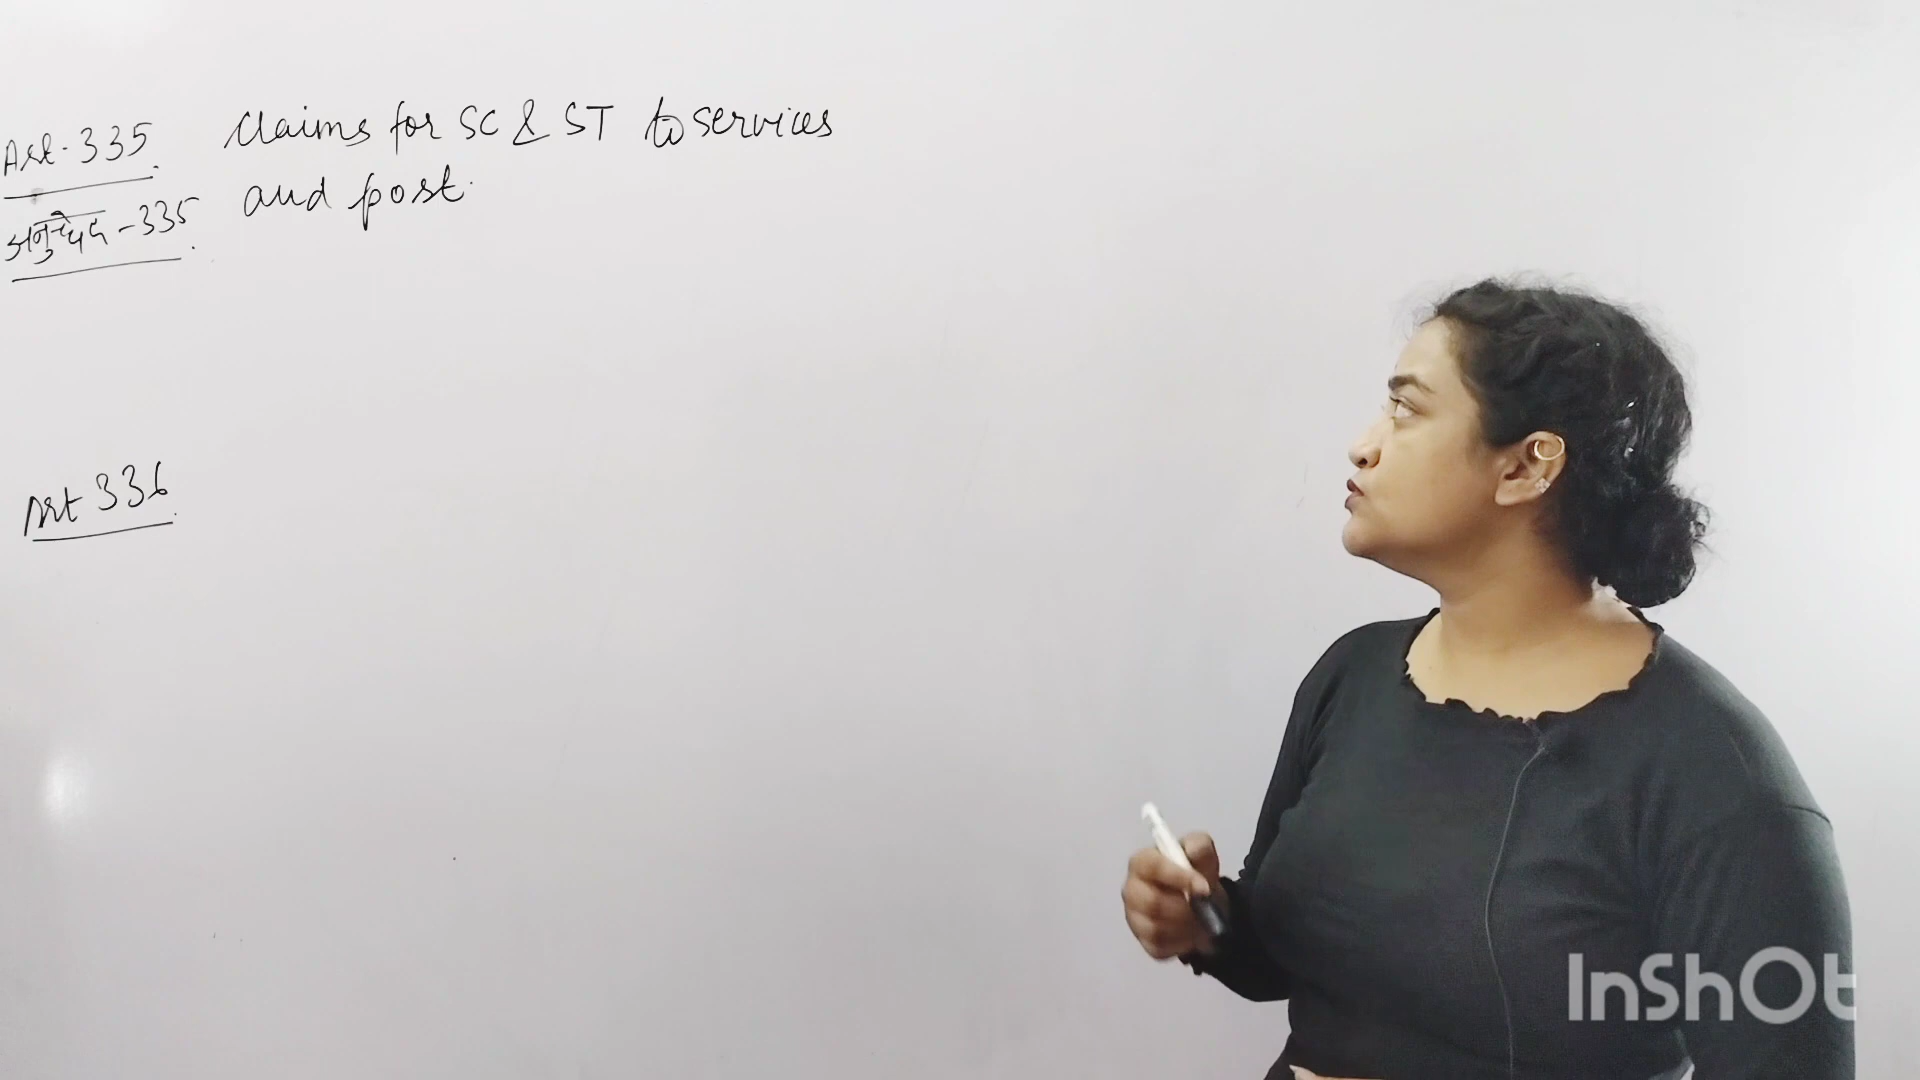 Art. 335. Claims for SC & ST to services
अनुच्छेद - 335. and post.
Art 336.
InShOt